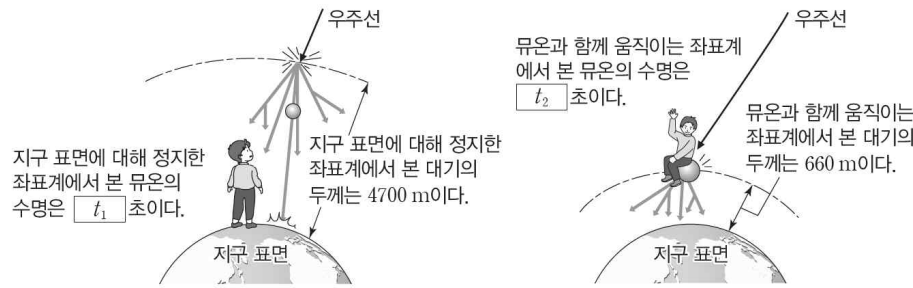 우주선
지구 표면에 대해 정지한
좌표계에서 본 뮤온의
수명은 t₁ 초이다.
지구 표면에 대해 정지한
좌표계에서 본 대기의
두께는 4700 m이다.
지구 표면
우주선
뮤온과 함께 움직이는 좌표계
에서 본 뮤온의 수명은
t₂ 초이다.
뮤온과 함께 움직이는
좌표계에서 본 대기의
두께는 660 m이다.
지구 표면